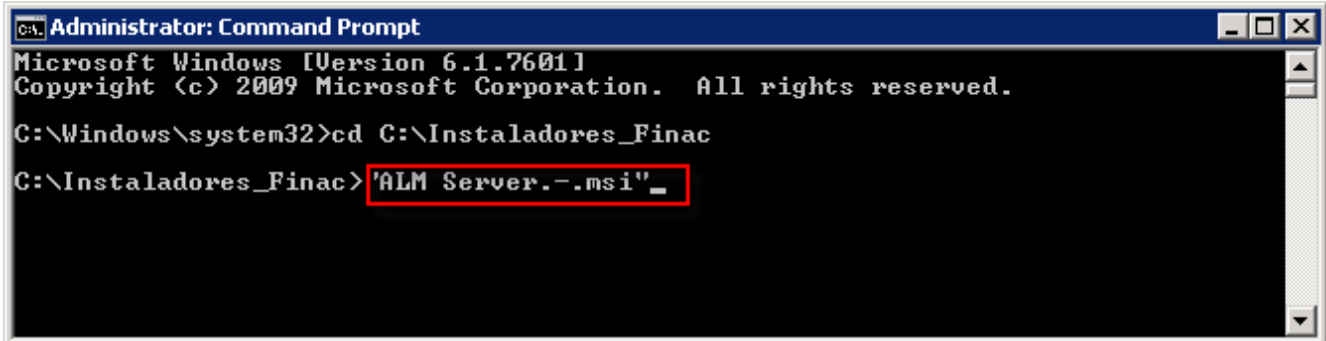 Administrator: Command Prompt
Microsoft Windows [Version 6.1.7601]
Copyright (c) 2009 Microsoft Corporation.  All rights reserved.
C:\Windows\system32>cd C:\Instaladores_Finac
C:\Instaladores_Finac>"ALM Server.-.msi"_